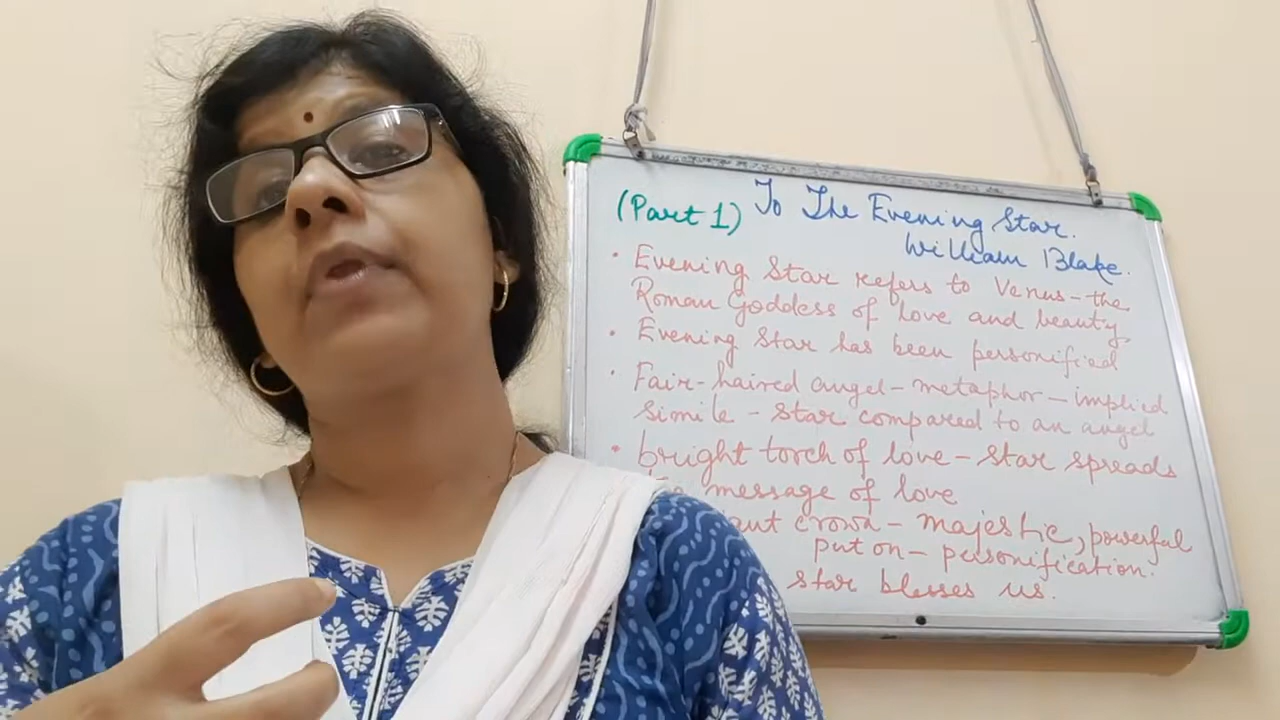 (Part 1) To The Evening Star.
William Blake.
• Evening Star refers to Venus - the
Roman Goddess of love and beauty
• Evening Star has been personified
• Fair-haired angel - metaphor - implied
simile - star compared to an angel
• bright torch of love - star spreads
message of love
crown - majestic, powerful
put on - personification.
star blesses us.